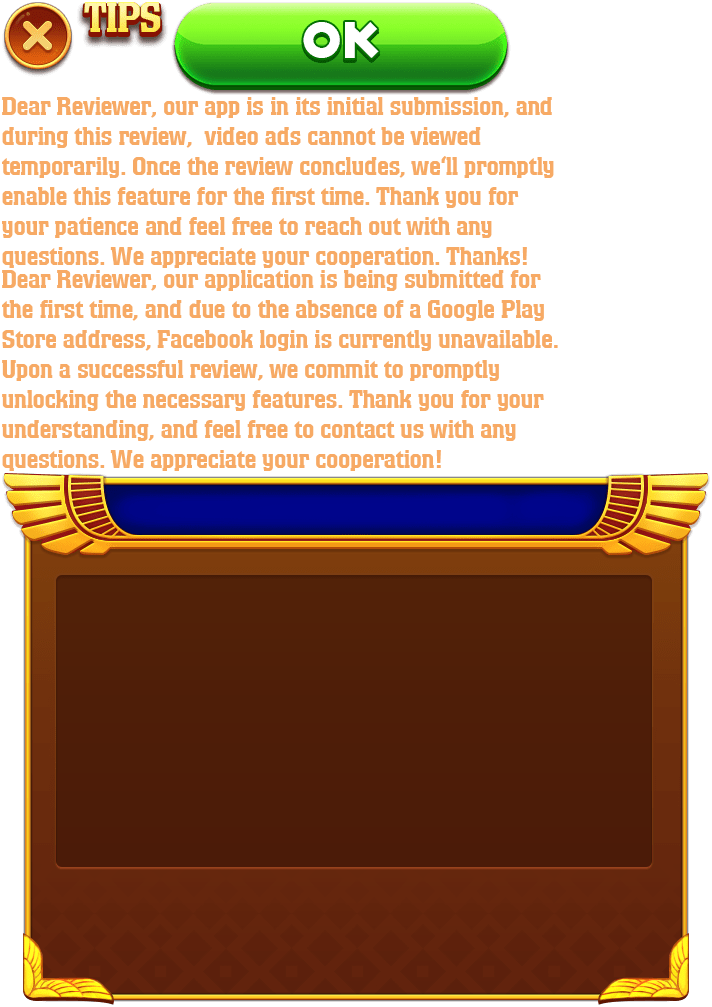 TIPS
OK
Dear Reviewer, our app is in its initial submission, and
during this review,  video ads cannot be viewed
temporarily. Once the review concludes, we'll promptly
enable this feature for the first time. Thank you for
your patience and feel free to reach out with any
questions. We appreciate your cooperation. Thanks!
Dear Reviewer, our application is being submitted for
the first time, and due to the absence of a Google Play
Store address, Facebook login is currently unavailable.
Upon a successful review, we commit to promptly
unlocking the necessary features. Thank you for your
understanding, and feel free to contact us with any
questions. We appreciate your cooperation!